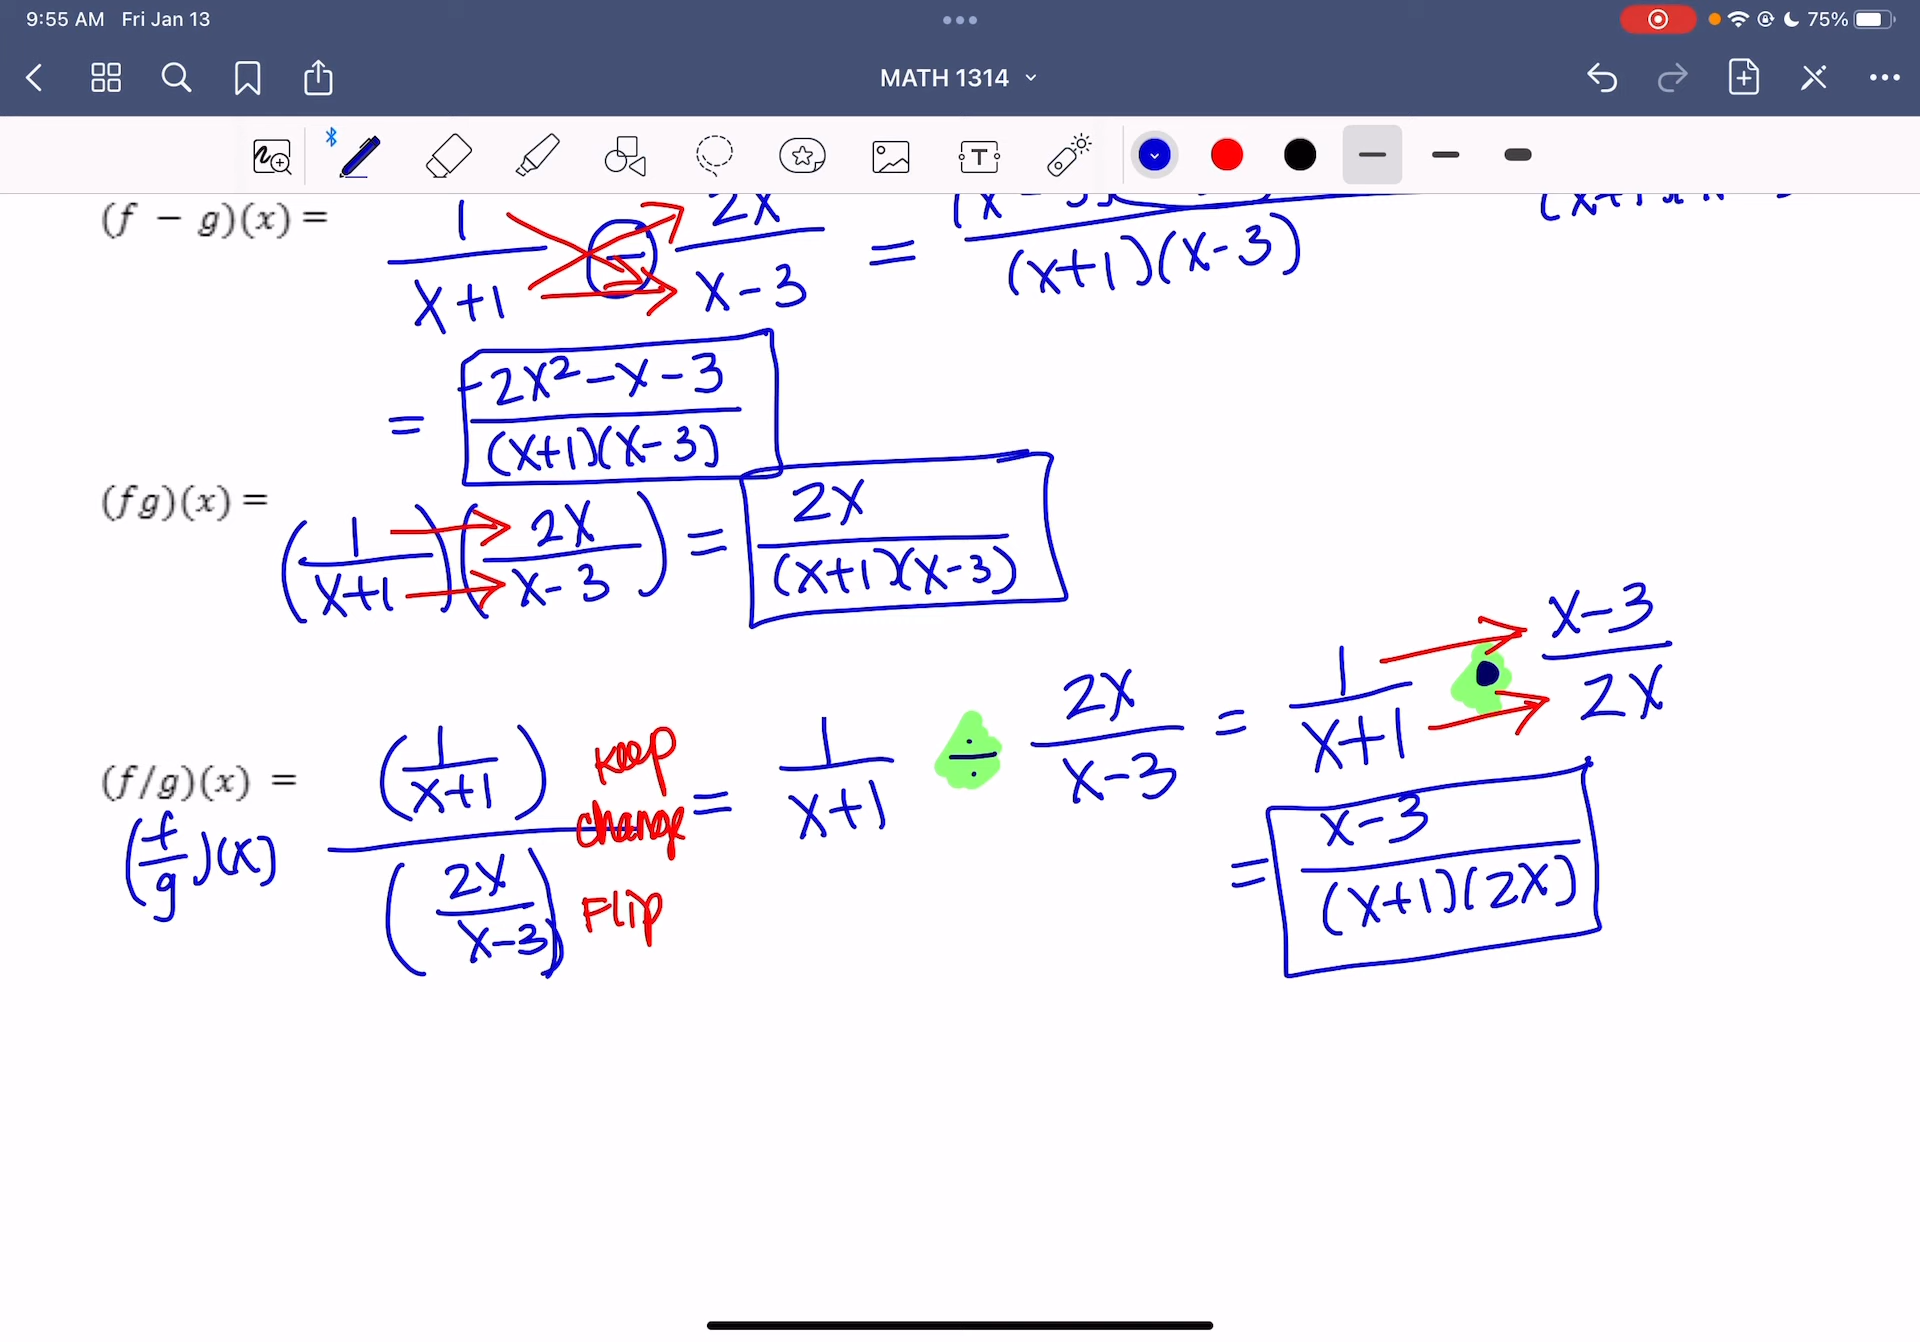 9:55 AM Fri Jan 13
75%
MATH 1314
(f − g)(x) = 1/(x+1) − 2x/(x−3) = /((x+1)(x−3))
= (−2x² − x − 3)/((x+1)(x−3))
(fg)(x) = (1/(x+1))(2x/(x−3)) = 2x/((x+1)(x−3))
(f/g)(x) = (1/(x+1))/(2x/(x−3)) = 1/(x+1) ÷ 2x/(x−3) = 1/(x+1) • (x−3)/(2x)
Keep
change
Flip
(f/g)(x)
= (x−3)/((x+1)(2x))